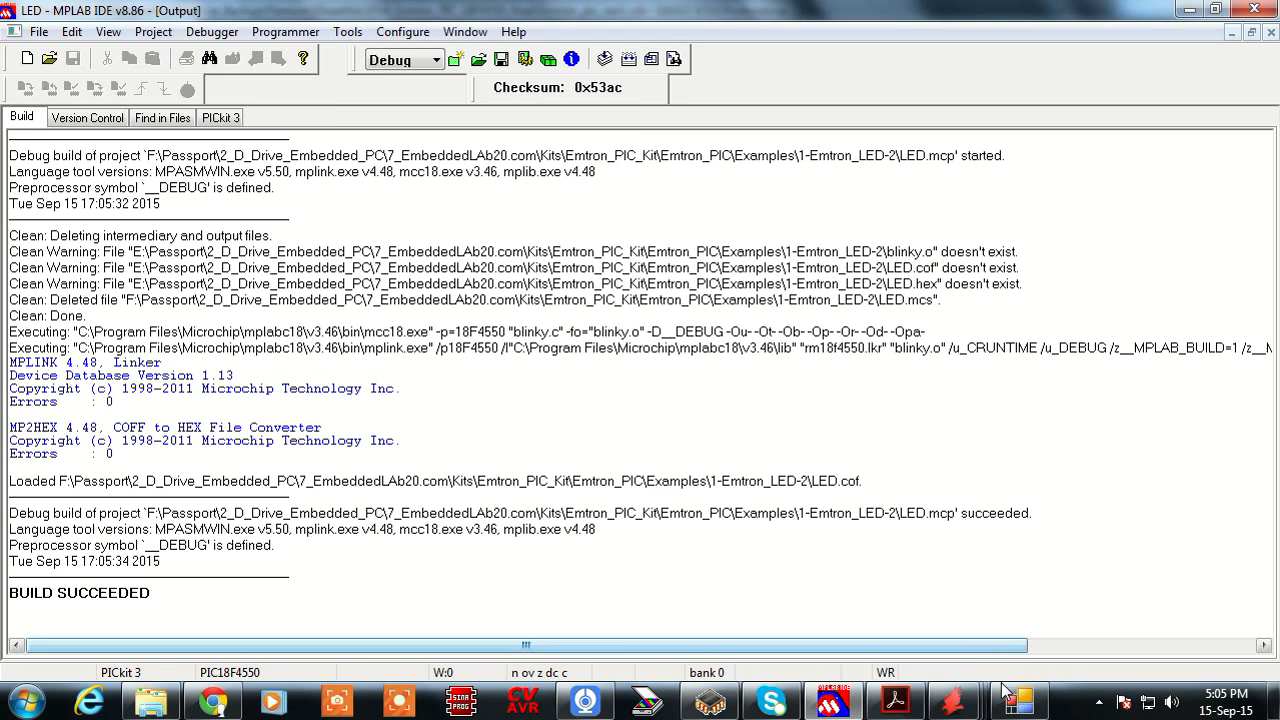 LED - MPLAB IDE v8.86 - [Output]
File Edit View Project Debugger Programmer Tools Configure Window Help
Debug
Checksum: 0x53ac
Build Version Control Find in Files PICkit 3
Debug build of project `F:\Passport\2_D_Drive_Embedded_PC\7_EmbeddedLAb20.com\Kits\Emtron_PIC_Kit\Emtron_PIC\Examples\1-Emtron_LED-2\LED.mcp' started.
Language tool versions: MPASMWIN.exe v5.50, mplink.exe v4.48, mcc18.exe v3.46, mplib.exe v4.48
Preprocessor symbol `__DEBUG' is defined.
Tue Sep 15 17:05:32 2015
Clean: Deleting intermediary and output files.
Clean Warning: File "E:\Passport\2_D_Drive_Embedded_PC\7_EmbeddedLAb20.com\Kits\Emtron_PIC_Kit\Emtron_PIC\Examples\1-Emtron_LED-2\blinky.o" doesn't exist.
Clean Warning: File "E:\Passport\2_D_Drive_Embedded_PC\7_EmbeddedLAb20.com\Kits\Emtron_PIC_Kit\Emtron_PIC\Examples\1-Emtron_LED-2\LED.cof" doesn't exist.
Clean Warning: File "E:\Passport\2_D_Drive_Embedded_PC\7_EmbeddedLAb20.com\Kits\Emtron_PIC_Kit\Emtron_PIC\Examples\1-Emtron_LED-2\LED.hex" doesn't exist.
Clean: Deleted file "F:\Passport\2_D_Drive_Embedded_PC\7_EmbeddedLAb20.com\Kits\Emtron_PIC_Kit\Emtron_PIC\Examples\1-Emtron_LED-2\LED.mcs".
Clean: Done.
Executing: "C:\Program Files\Microchip\mplabc18\v3.46\bin\mcc18.exe" -p=18F4550 "blinky.c" -fo="blinky.o" -D__DEBUG -Ou- -Ot- -Ob- -Op- -Or- -Od- -Opa-
Executing: "C:\Program Files\Microchip\mplabc18\v3.46\bin\mplink.exe" /p18F4550 /l"C:\Program Files\Microchip\mplabc18\v3.46\lib" "rm18f4550.lkr" "blinky.o" /u_CRUNTIME /u_DEBUG /z__MPLAB_BUILD=1 /z__M
MPLINK 4.48, Linker
Device Database Version 1.13
Copyright (c) 1998-2011 Microchip Technology Inc.
Errors : 0
MP2HEX 4.48, COFF to HEX File Converter
Copyright (c) 1998-2011 Microchip Technology Inc.
Errors : 0
Loaded F:\Passport\2_D_Drive_Embedded_PC\7_EmbeddedLAb20.com\Kits\Emtron_PIC_Kit\Emtron_PIC\Examples\1-Emtron_LED-2\LED.cof.
Debug build of project `F:\Passport\2_D_Drive_Embedded_PC\7_EmbeddedLAb20.com\Kits\Emtron_PIC_Kit\Emtron_PIC\Examples\1-Emtron_LED-2\LED.mcp' succeeded.
Language tool versions: MPASMWIN.exe v5.50, mplink.exe v4.48, mcc18.exe v3.46, mplib.exe v4.48
Preprocessor symbol `__DEBUG' is defined.
Tue Sep 15 17:05:34 2015
BUILD SUCCEEDED
PICkit 3 PIC18F4550 W:0 n ov z dc c bank 0 WR
SINA PROG CV AVR MPLAB IDE
5:05 PM
15-Sep-15